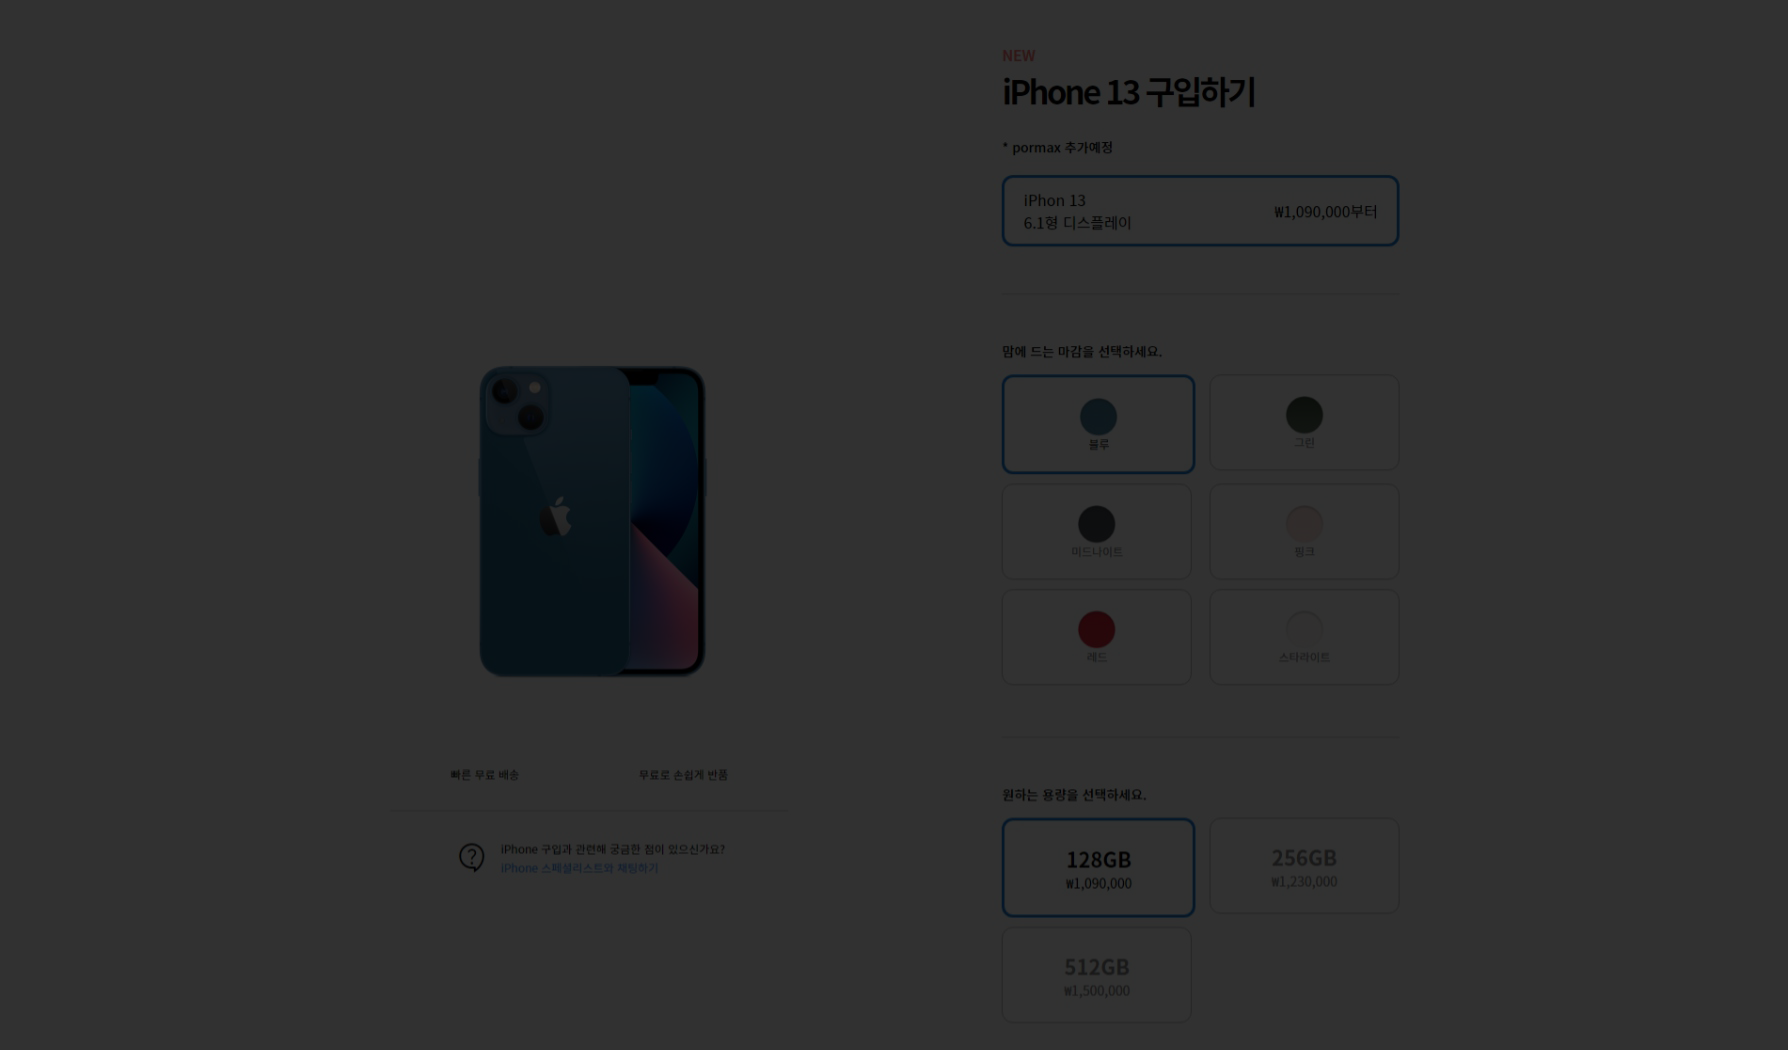 NEW
iPhone 13 구입하기
* pormax 추가예정
iPhon 13
6.1형 디스플레이
₩1,090,000부터
맘에 드는 마감을 선택하세요.
블루
그린
미드나이트
핑크
레드
스타라이트
빠른 무료 배송
무료로 손쉽게 반품
iPhone 구입과 관련해 궁금한 점이 있으신가요?
iPhone 스페셜리스트와 채팅하기
원하는 용량을 선택하세요.
128GB
₩1,090,000
256GB
₩1,230,000
512GB
₩1,500,000